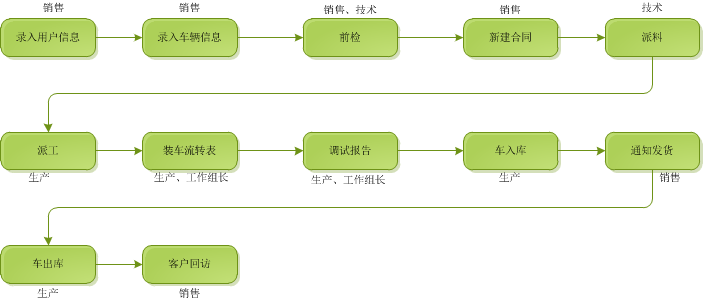 销售
销售
销售、技术
销售
技术
录入用户信息
录入车辆信息
前检
新建合同
派料
派工
装车流转表
调试报告
车入库
通知发货
生产
生产、工作组长
生产、工作组长
生产
销售
车出库
客户回访
生产
销售